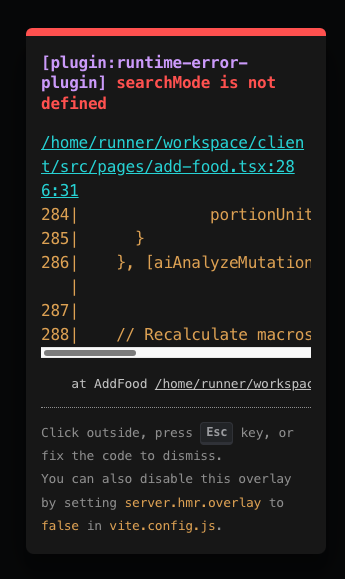 [plugin:runtime-error-
plugin] searchMode is not
defined
/home/runner/workspace/clien
t/src/pages/add-food.tsx:28
6:31
284|              portionUnit
285|      }
286|    }, [aiAnalyzeMutation
   |
287|
288|    // Recalculate macros
at AddFood /home/runner/workspac
Click outside, press Esc key, or
fix the code to dismiss.
You can also disable this overlay
by setting server.hmr.overlay to
false in vite.config.js.